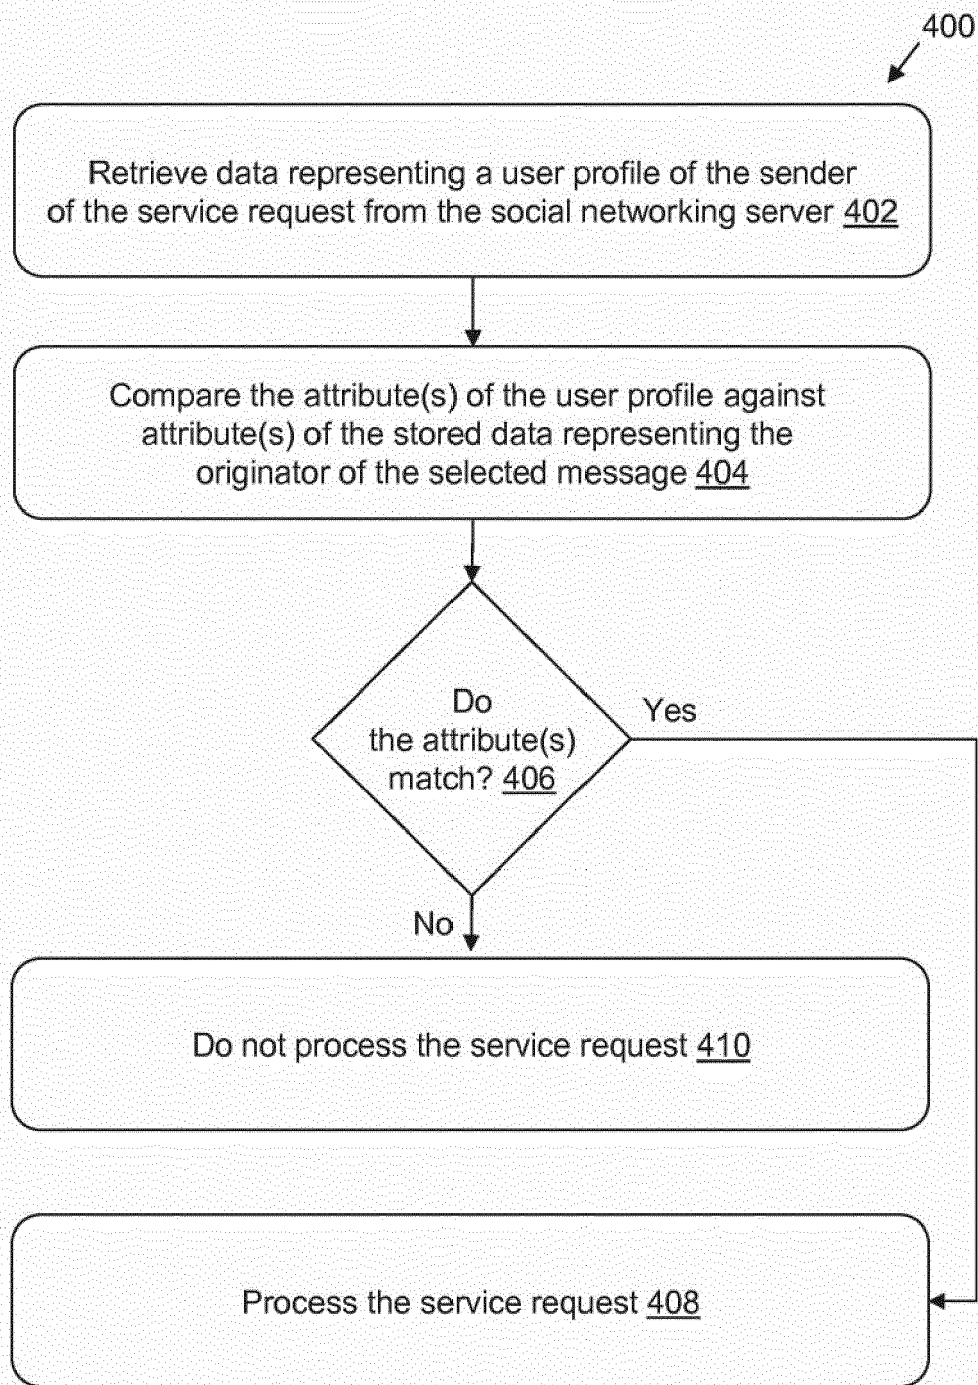 400
Retrieve data representing a user profile of the sender
of the service request from the social networking server 402
Compare the attribute(s) of the user profile against
attribute(s) of the stored data representing the
originator of the selected message 404
Do
the attribute(s)
match? 406
Yes
No
Do not process the service request 410
Process the service request 408